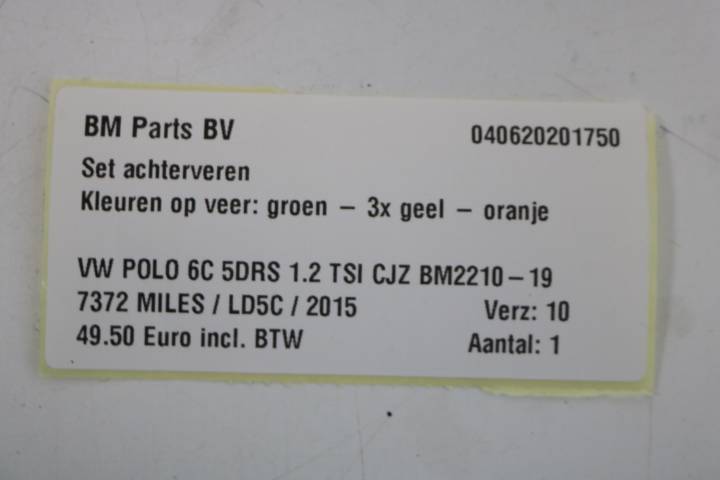 BM Parts BV 040620201750
Set achterveren
Kleuren op veer: groen – 3x geel – oranje
VW POLO 6C 5DRS 1.2 TSI CJZ BM2210–19
7372 MILES / LD5C / 2015 Verz: 10
49.50 Euro incl. BTW Aantal: 1